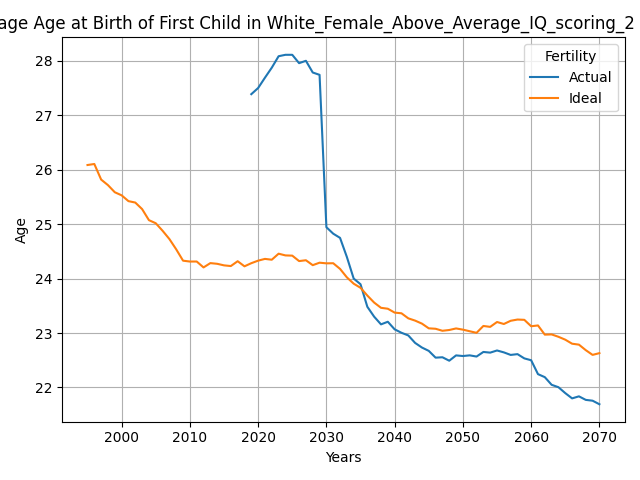 age Age at Birth of First Child in White_Female_Above_Average_IQ_scoring_2
Fertility
Actual
Ideal
28
27
26
25
24
23
22
Age
2000 2010 2020 2030 2040 2050 2060 2070
Years